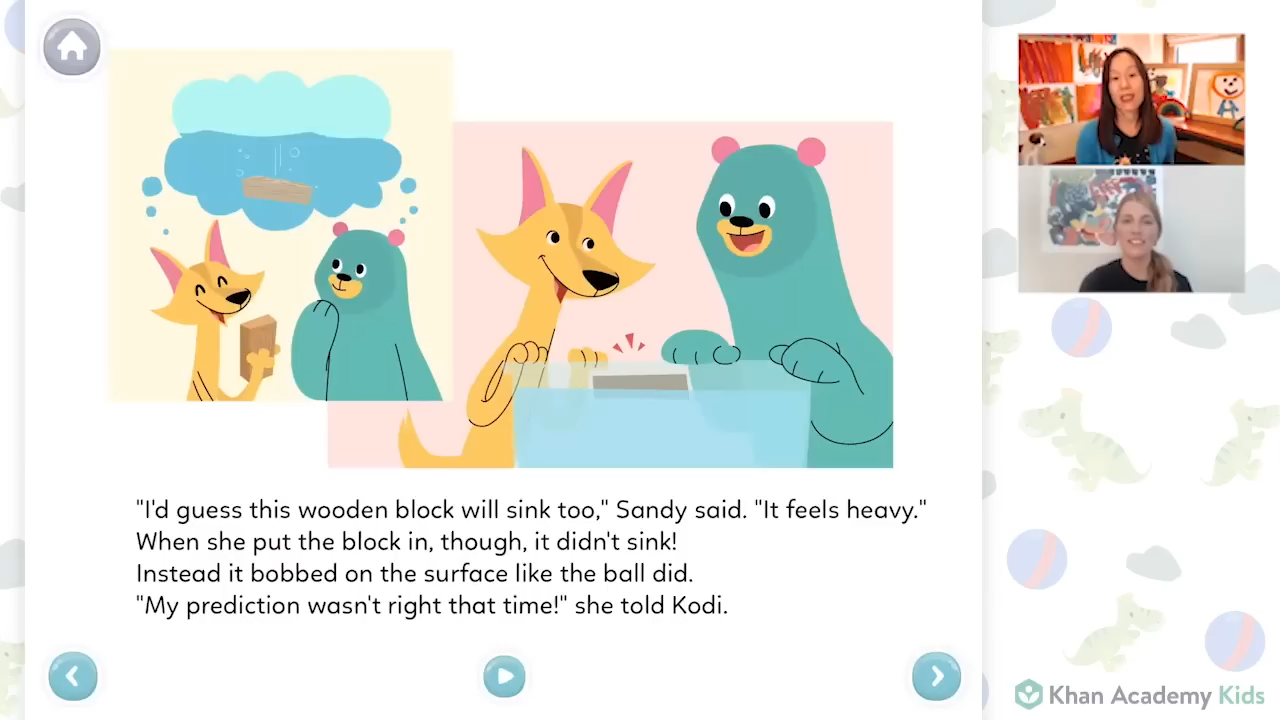 "I'd guess this wooden block will sink too," Sandy said. "It feels heavy."
When she put the block in, though, it didn't sink!
Instead it bobbed on the surface like the ball did.
"My prediction wasn't right that time!" she told Kodi.
Khan Academy Kids